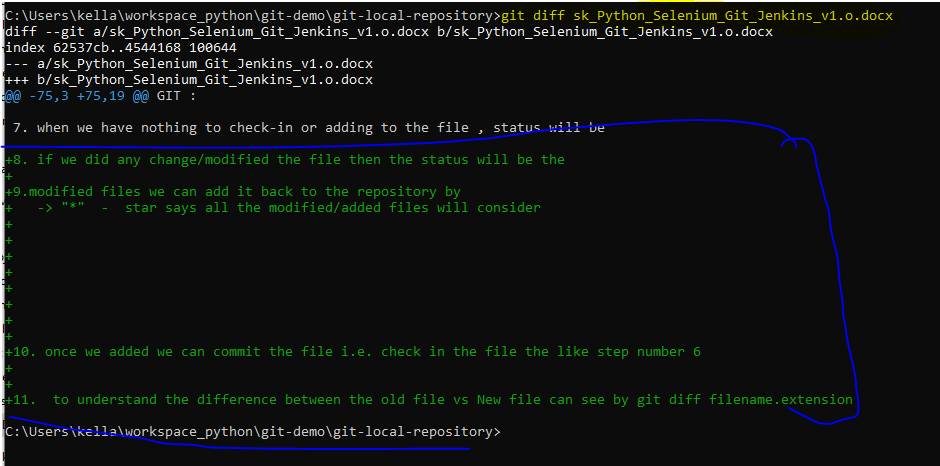 C:\Users\kella\workspace_python\git-demo\git-local-repository>git diff sk_Python_Selenium_Git_Jenkins_v1.o.docx
diff --git a/sk_Python_Selenium_Git_Jenkins_v1.o.docx b/sk_Python_Selenium_Git_Jenkins_v1.o.docx
index 62537cb..4544168 100644
--- a/sk_Python_Selenium_Git_Jenkins_v1.o.docx
+++ b/sk_Python_Selenium_Git_Jenkins_v1.o.docx
@@ -75,3 +75,19 @@ GIT :
 7. when we have nothing to check-in or adding to the file , status will be
+8. if we did any change/modified the file then the status will be the
+
+9.modified files we can add it back to the repository by
+   -> "*"  -  star says all the modified/added files will consider
+
+
+
+
+
+
+
+
+10. once we added we can commit the file i.e. check in the file the like step number 6
+
+
+11.  to understand the difference between the old file vs New file can see by git diff filename.extension
C:\Users\kella\workspace_python\git-demo\git-local-repository>